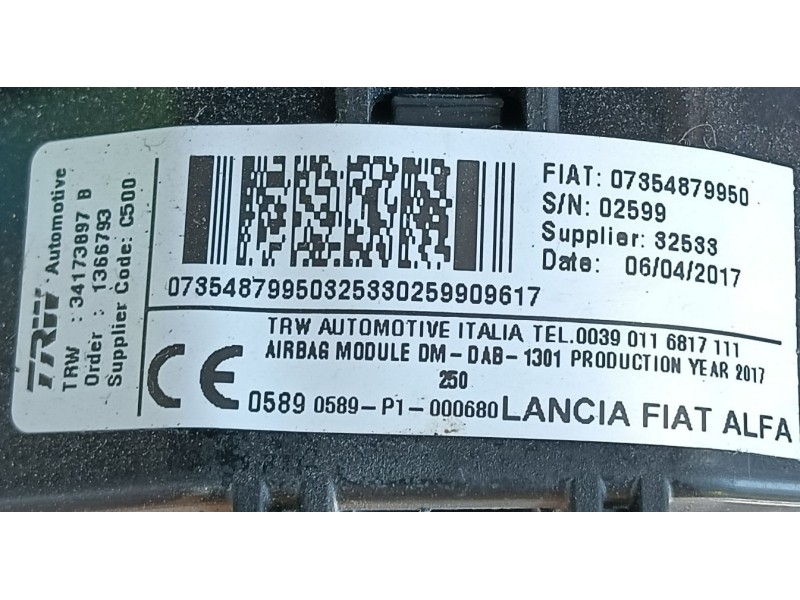 TRW Automotive
TRW : 34173897 B
Order : 1366793
Supplier Code: C500
FIAT: 07354879950
S/N: 02599
Supplier: 32533
Date: 06/04/2017
07354879950325330259909617
TRW AUTOMOTIVE ITALIA TEL.0039 011 6817 111
AIRBAG MODULE DM-DAB-1301 PRODUCTION YEAR 2017
250
CE 0589 0589-P1-000680 LANCIA FIAT ALFA